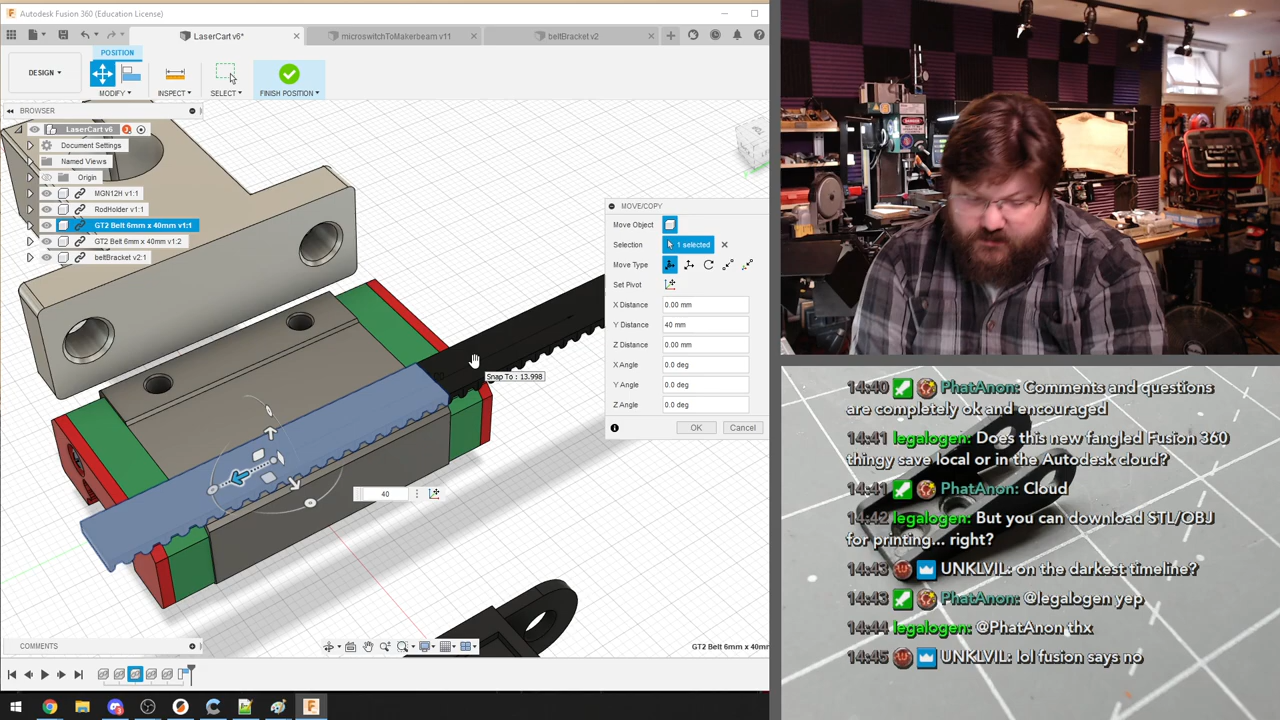 Autodesk Fusion 360 (Education License)
LaserCart v6*
microswitchToMakerbeam v11
beltBracket v2
POSITION
DESIGN
MODIFY
INSPECT
SELECT
FINISH POSITION
BROWSER
LaserCart v6
Document Settings
Named Views
Origin
MGN12H v1:1
RodHolder v1:1
GT2 Belt 6mm x 40mm v1:1
GT2 Belt 6mm x 40mm v1:2
beltBracket v2:1
MOVE/COPY
Move Object
Selection
1 selected
Move Type
Set Pivot
X Distance
0.00 mm
Y Distance
40 mm
Z Distance
0.00 mm
X Angle
0.0 deg
Y Angle
0.0 deg
Z Angle
0.0 deg
OK
Cancel
Snap To : 13.998
40
COMMENTS
GT2 Belt 6mm x 40mm
DANGER
14:40 PhatAnon: Comments and questions
are completely ok and encouraged
14:41 legalogen: Does this new fangled Fusion 360
thingy save local or in the Autodesk cloud?
14:41 PhatAnon: Cloud
14:42 legalogen: But you can download STL/OBJ
for printing... right?
14:43 UNKLVIL: on the darkest timeline?
14:43 PhatAnon: @legalogen yep
14:44 legalogen: @PhatAnon thx
14:45 UNKLVIL: lol fusion says no